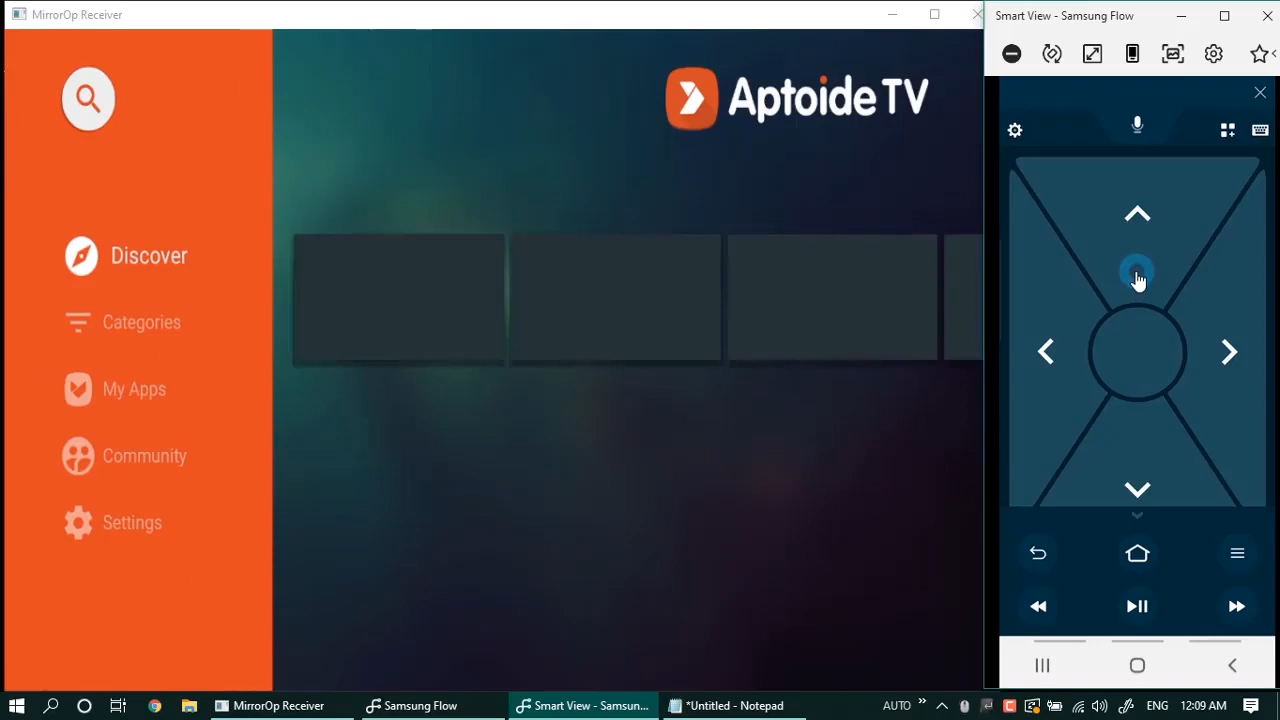 MirrorOp Receiver
Smart View - Samsung Flow
Aptoide TV
Discover
Categories
My Apps
Community
Settings
MirrorOp Receiver
Samsung Flow
Smart View - Samsun...
*Untitled - Notepad
AUTO
ENG
12:09 AM